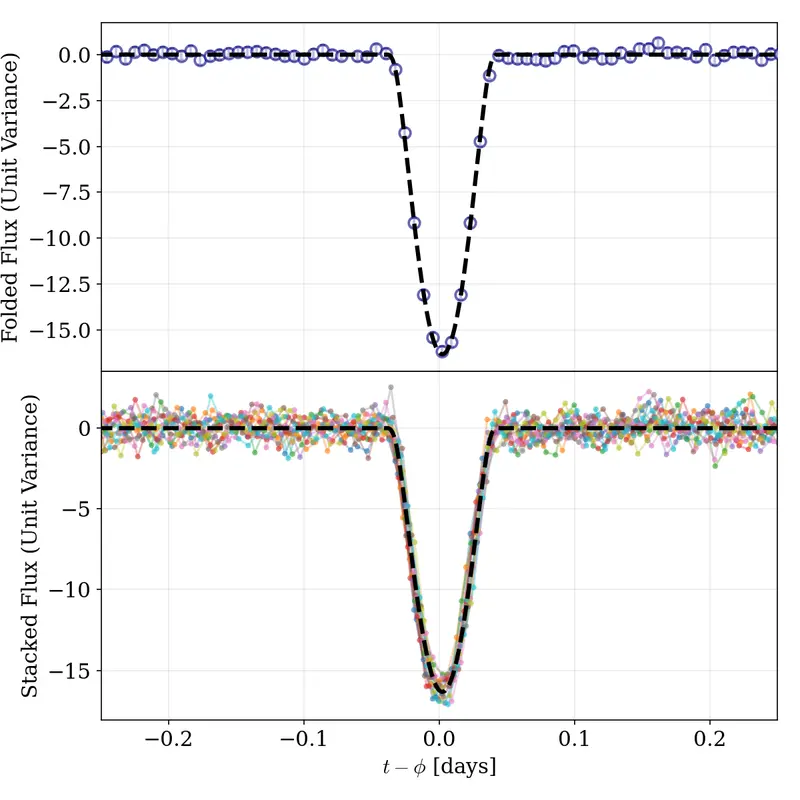 Folded Flux (Unit Variance)
0.0
−2.5
−5.0
−7.5
−10.0
−12.5
−15.0
Stacked Flux (Unit Variance)
0
−5
−10
−15
−0.2 −0.1 0.0 0.1 0.2
t − ϕ [days]